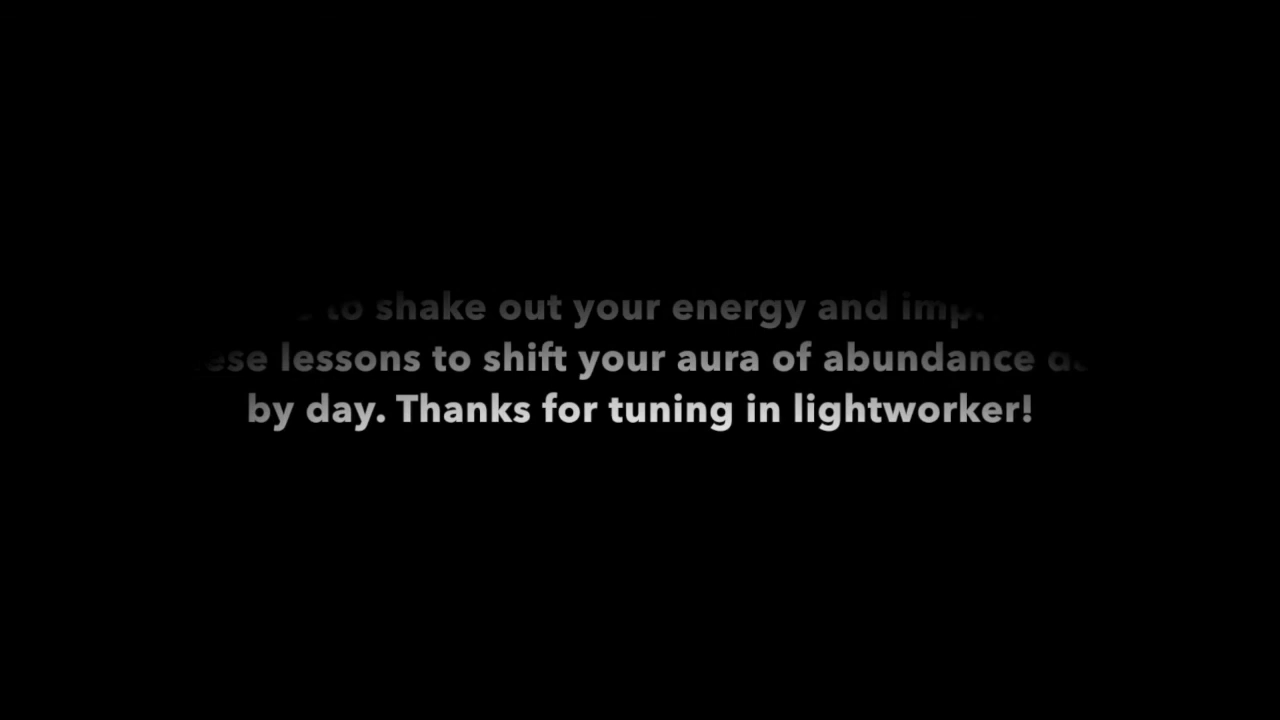 to shake out your energy and
lessons to shift your aura of abundance
by day. Thanks for tuning in lightworker!